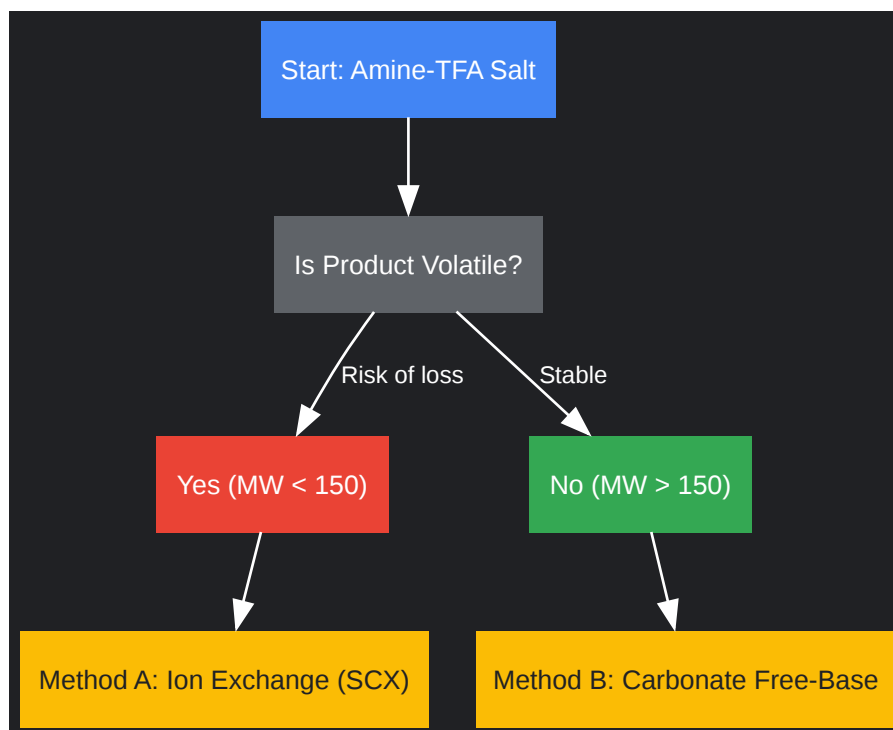 Start: Amine-TFA Salt
Is Product Volatile?
Risk of loss
Stable
Yes (MW < 150)
No (MW > 150)
Method A: Ion Exchange (SCX)
Method B: Carbonate Free-Base